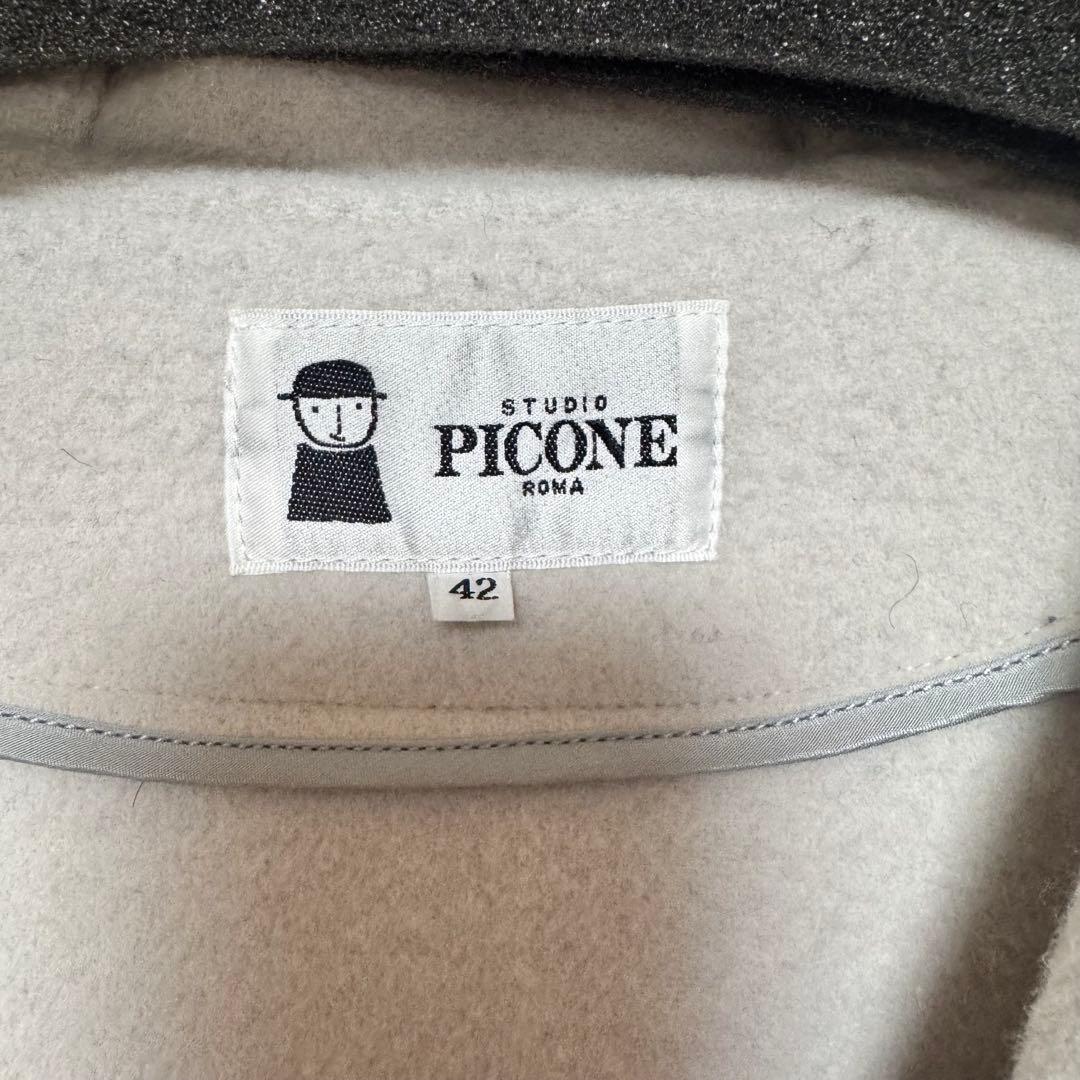 STUDIO
PICONE
ROMA
42